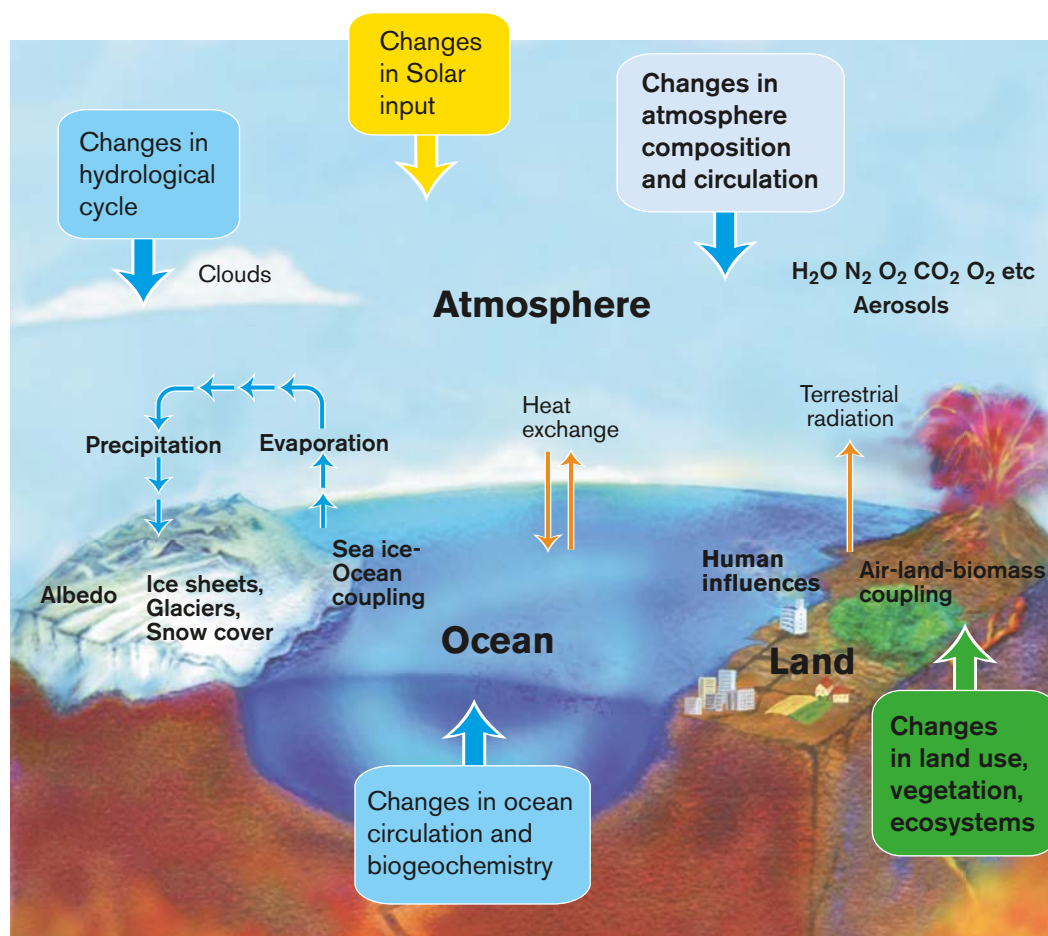 Changes
in Solar
input
Changes in
atmosphere
composition
and circulation
Changes in
hydrological
cycle
Clouds
H₂O N₂ O₂ CO₂ O₂ etc
Aerosols
Atmosphere
Heat
exchange
Terrestrial
radiation
Precipitation
Evaporation
Sea ice-
Ocean
coupling
Human
influences
Air-land-biomass
coupling
Albedo
Ice sheets,
Glaciers,
Snow cover
Ocean
Land
Changes
in land use,
vegetation,
ecosystems
Changes in ocean
circulation and
biogeochemistry